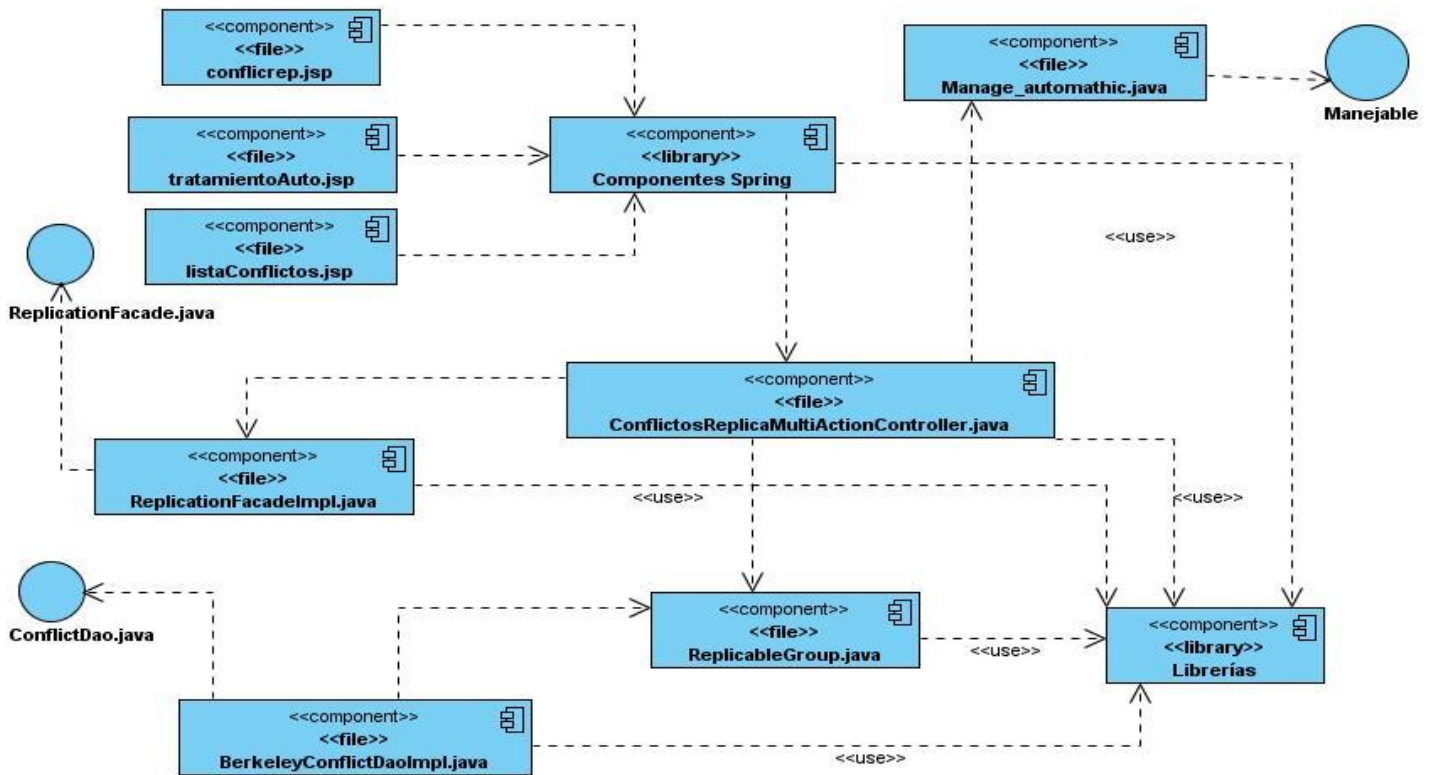 <<component>>
<<file>>
conflicrep.jsp
<<component>>
<<file>>
Manage_automathic.java
Manejable
<<component>>
<<file>>
tratamientoAuto.jsp
<<component>>
<<library>>
Componentes Spring
<<component>>
<<file>>
listaConflictos.jsp
<<use>>
ReplicationFacade.java
<<component>>
<<file>>
ConflictosReplicaMultiActionController.java
<<component>>
<<file>>
ReplicationFacadeImpl.java
<<use>>
<<use>>
ConflictDao.java
<<component>>
<<file>>
ReplicableGroup.java
<<use>>
<<component>>
<<library>>
Librerías
<<component>>
<<file>>
BerkeleyConflictDaoImpl.java
<<use>>